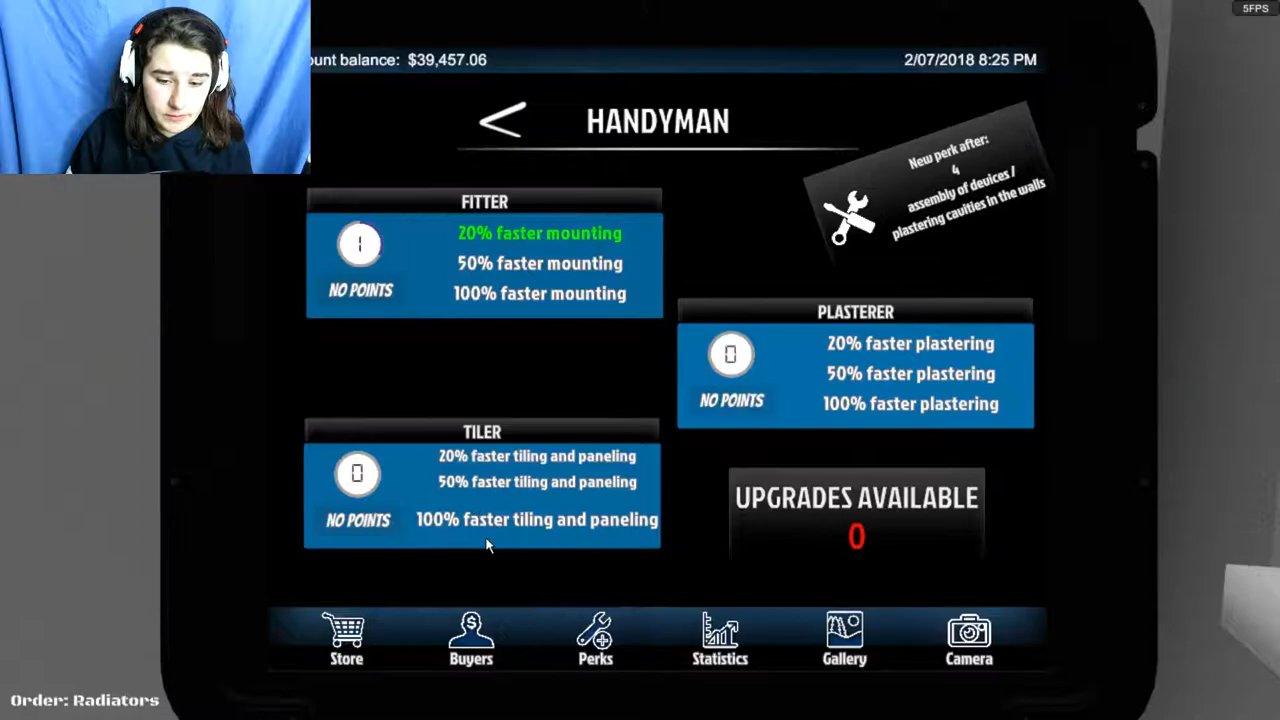 5FPS
ount balance: $39,457.06
2/07/2018 8:25 PM
HANDYMAN
New perk after:
4
assembly of devices /
plastering cavities in the walls
FITTER
1
NO POINTS
20% faster mounting
50% faster mounting
100% faster mounting
PLASTERER
0
NO POINTS
20% faster plastering
50% faster plastering
100% faster plastering
TILER
0
NO POINTS
20% faster tiling and paneling
50% faster tiling and paneling
100% faster tiling and paneling
UPGRADES AVAILABLE
0
Store
Buyers
Perks
Statistics
Gallery
Camera
Order: Radiators